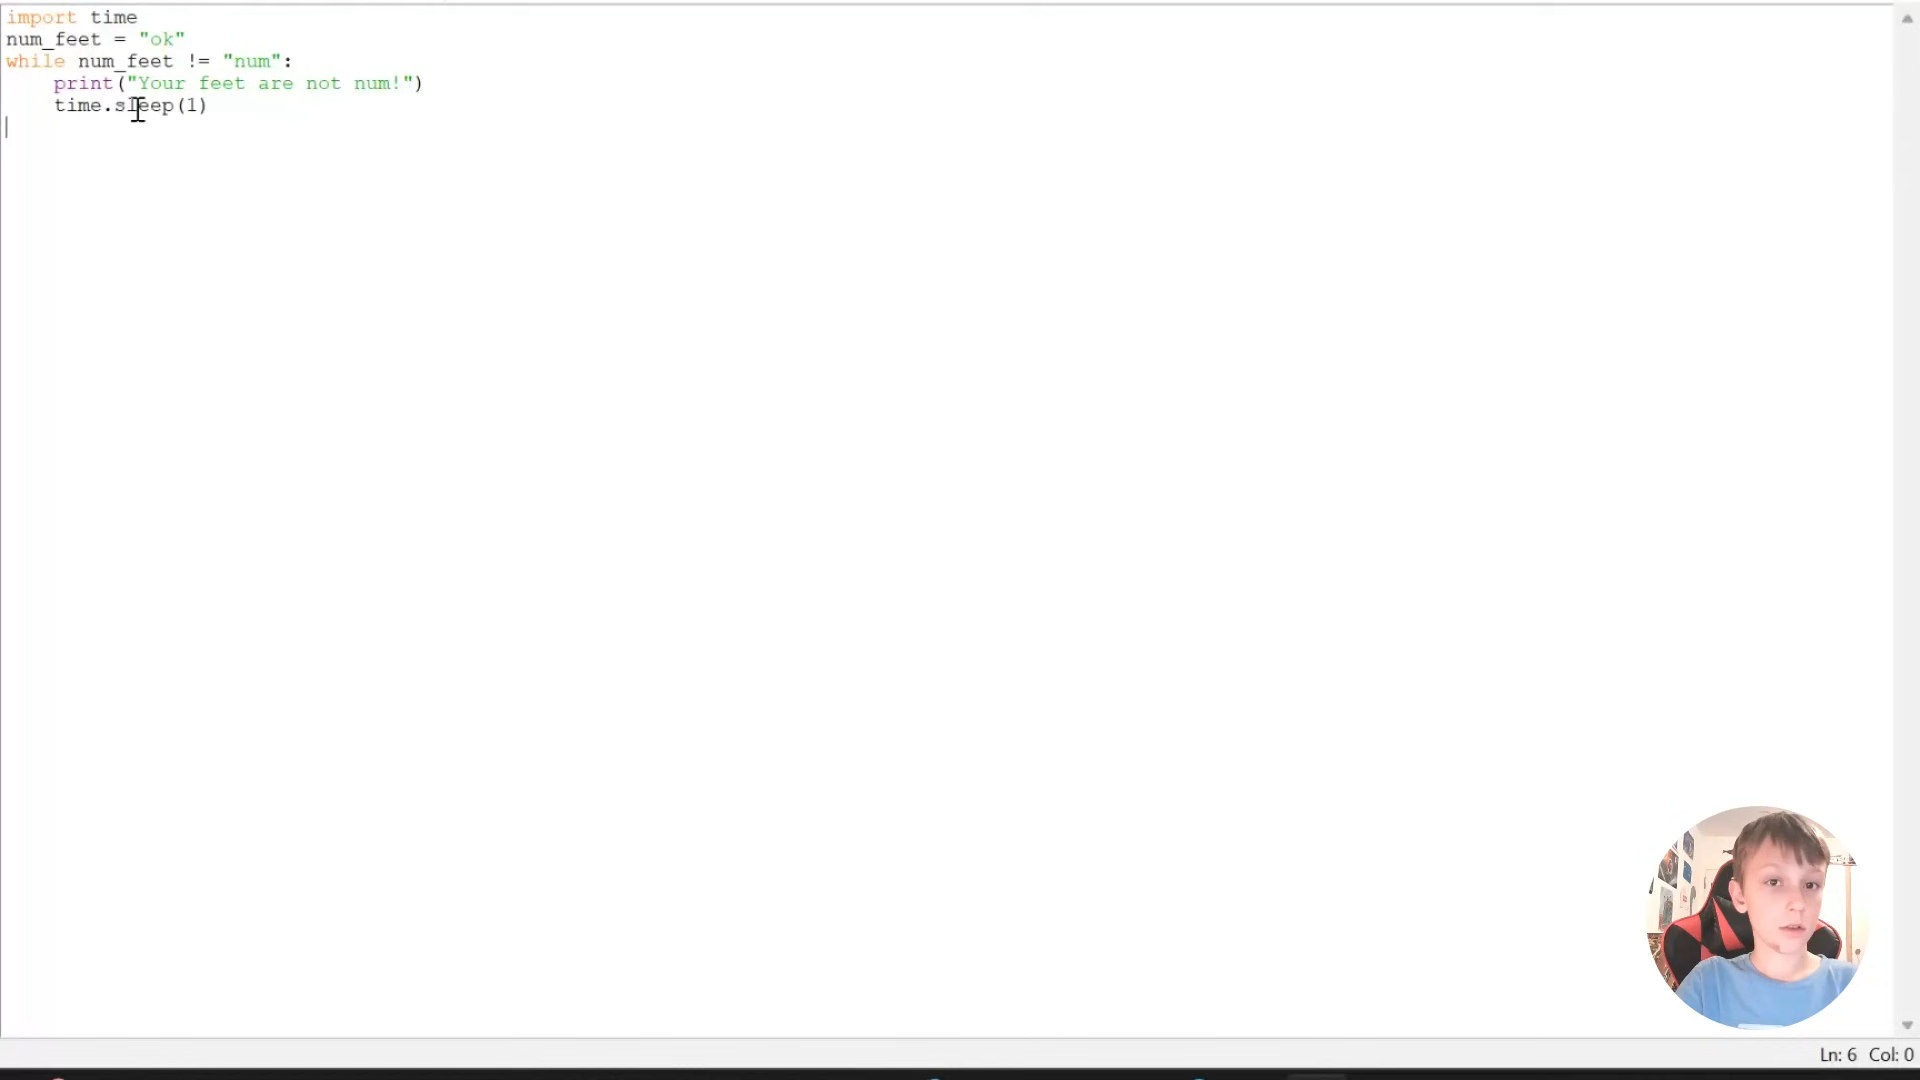 import time
num_feet = "ok"
while num_feet != "num":
    print("Your feet are not num!")
    time.sleep(1)
Ln: 6 Col: 0